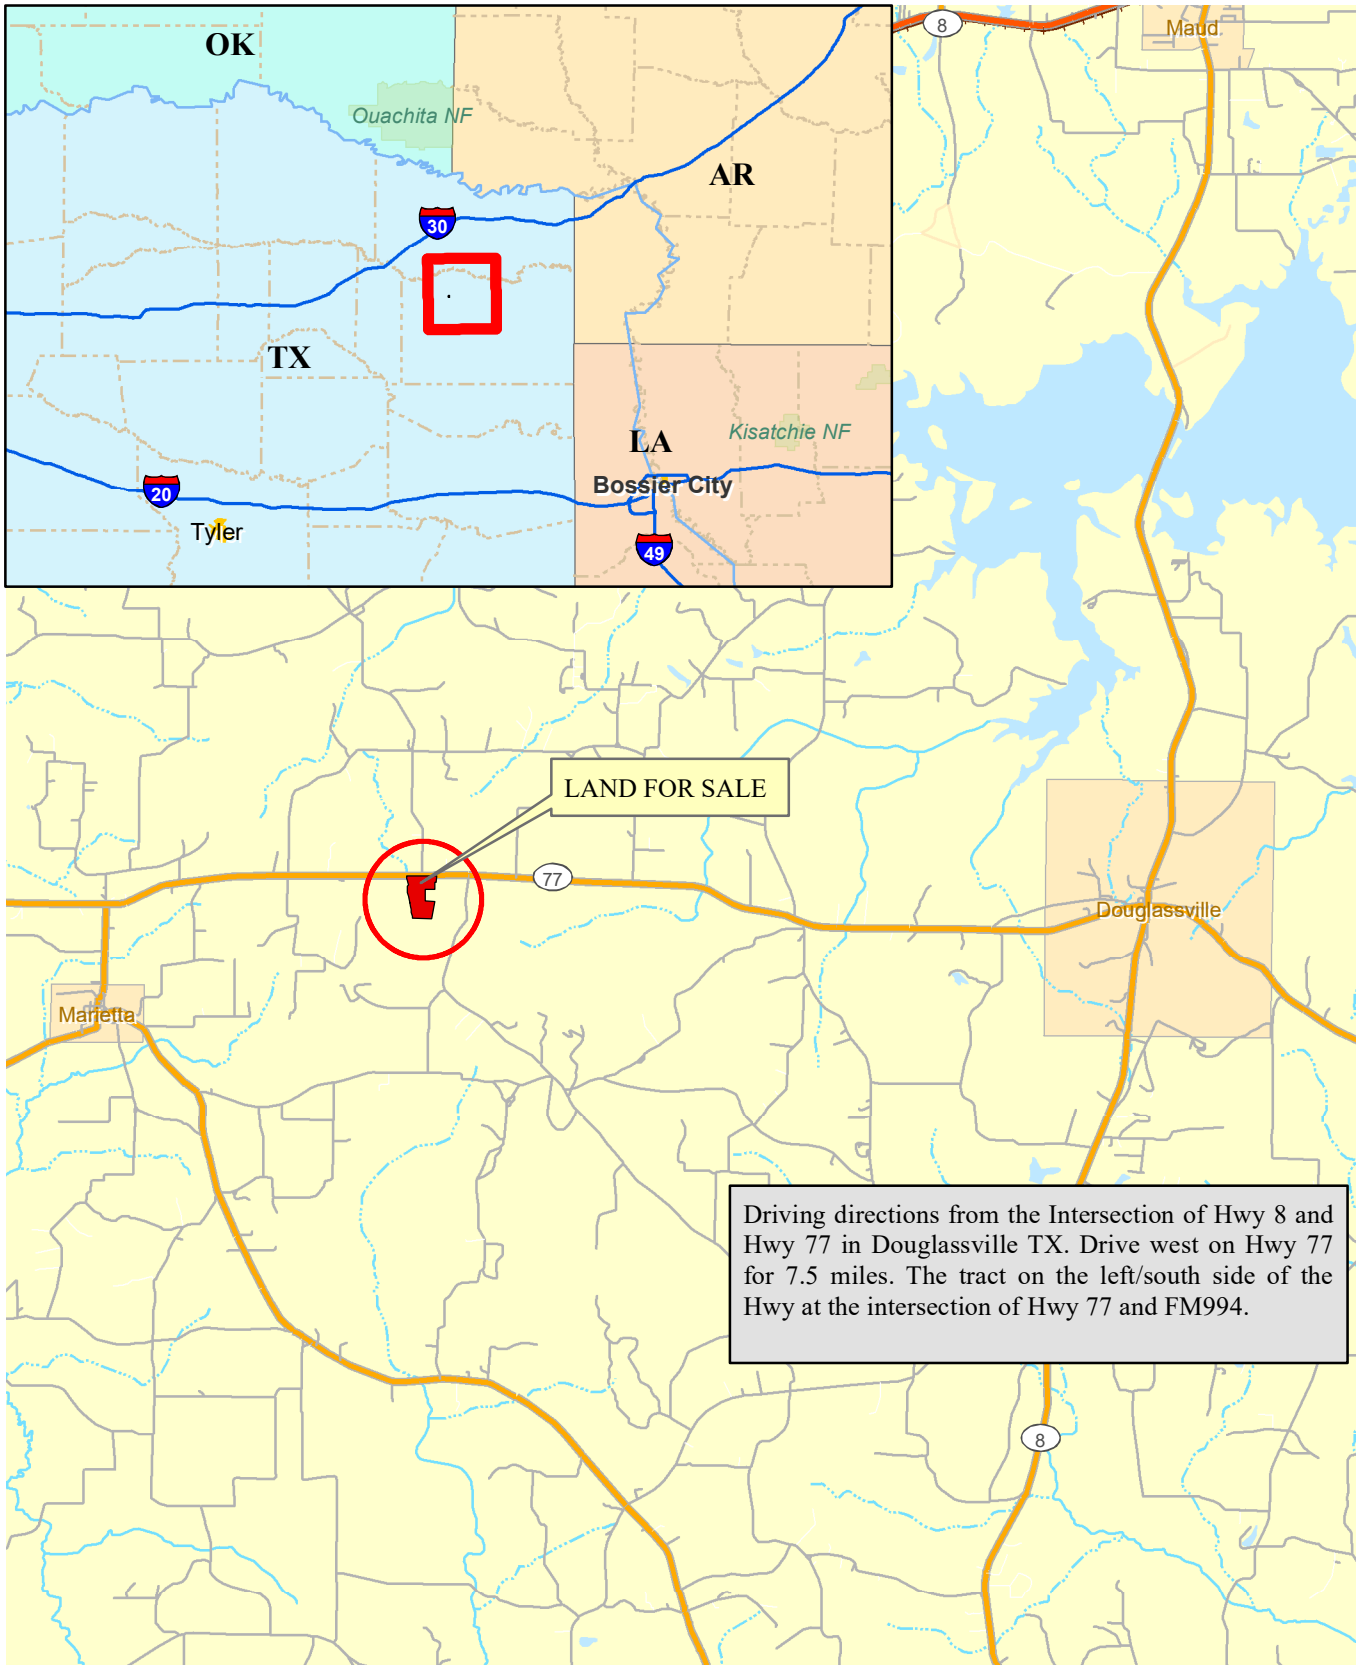 OK
Ouachita NF
AR
30
TX
LA
Kisatchie NF
Bossier City
20
Tyler
49
8
Maud
LAND FOR SALE
77
Douglassville
Marietta
Driving directions from the Intersection of Hwy 8 and
Hwy 77 in Douglassville TX. Drive west on Hwy 77
for 7.5 miles. The tract on the left/south side of the
Hwy at the intersection of Hwy 77 and FM994.
8